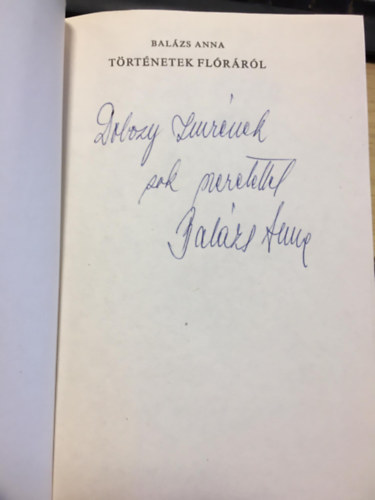 BALÁZS ANNA
TÖRTÉNETEK FLÓRÁRÓL
Dobozy Imrének
sok szeretettel
Balázs Anna